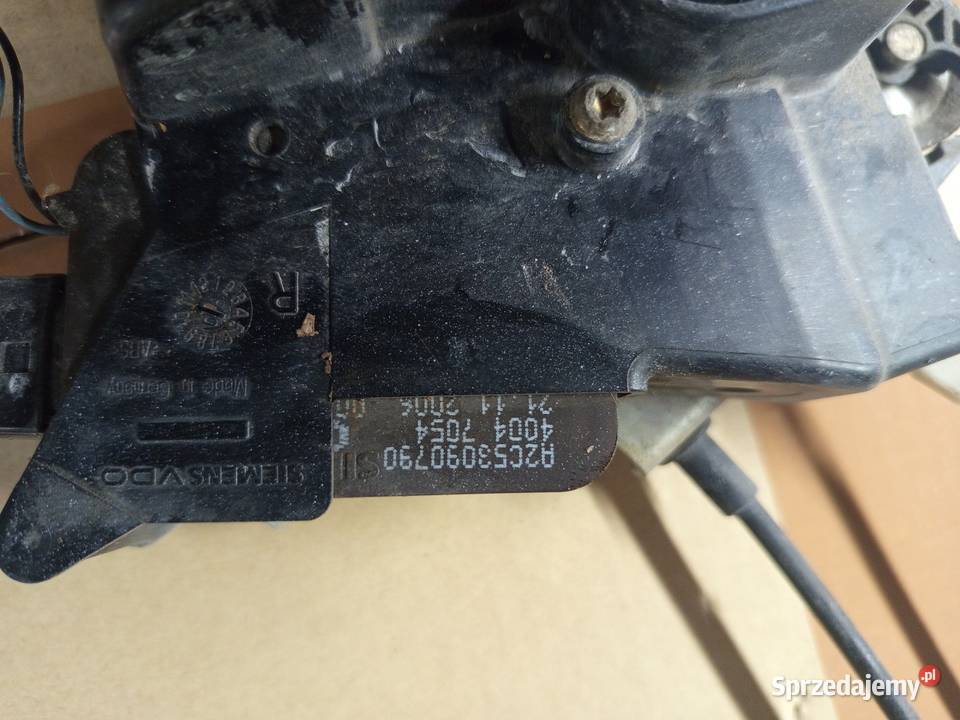 SIEMENS VDO
Made in Germany
R
A2C53090790
4004 7054
21.11.2006
Sprzedajemy.pl